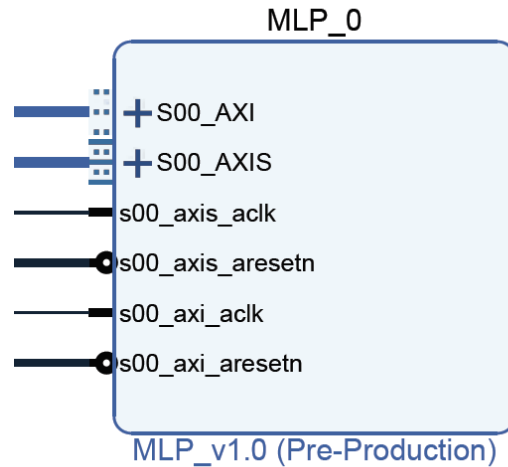 MLP_0
S00_AXI
S00_AXIS
s00_axis_aclk
s00_axis_aresetn
s00_axi_aclk
s00_axi_aresetn
MLP_v1.0 (Pre-Production)